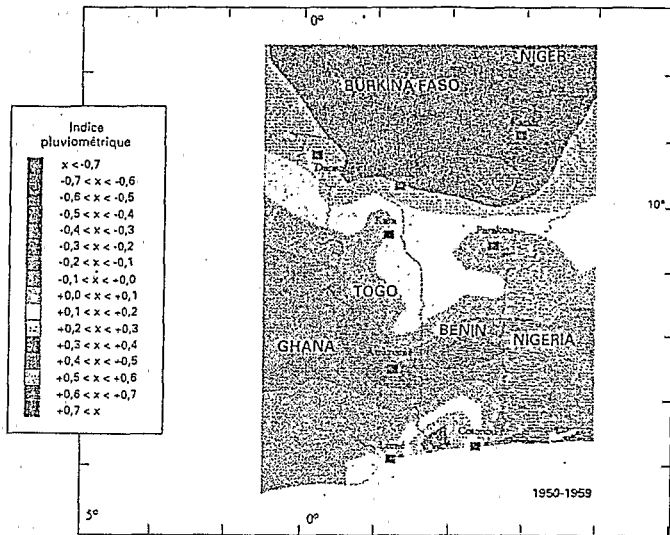 0°
NIGER
BURKINA FASO
Indice
pluviométrique
x < -0,7
-0,7 < x < -0,6
-0,6 < x < -0,5
-0,5 < x < -0,4
-0,4 < x < -0,3
-0,3 < x < -0,2
-0,2 < x < -0,1
-0,1 < x < +0,0
+0,0 < x < +0,1
+0,1 < x < +0,2
+0,2 < x < +0,3
+0,3 < x < +0,4
+0,4 < x < +0,5
+0,5 < x < +0,6
+0,6 < x < +0,7
+0,7 < x
10°
Parakou
TOGO
GHANA
BENIN
NIGERIA
Lomé
1950-1959
5°
0°